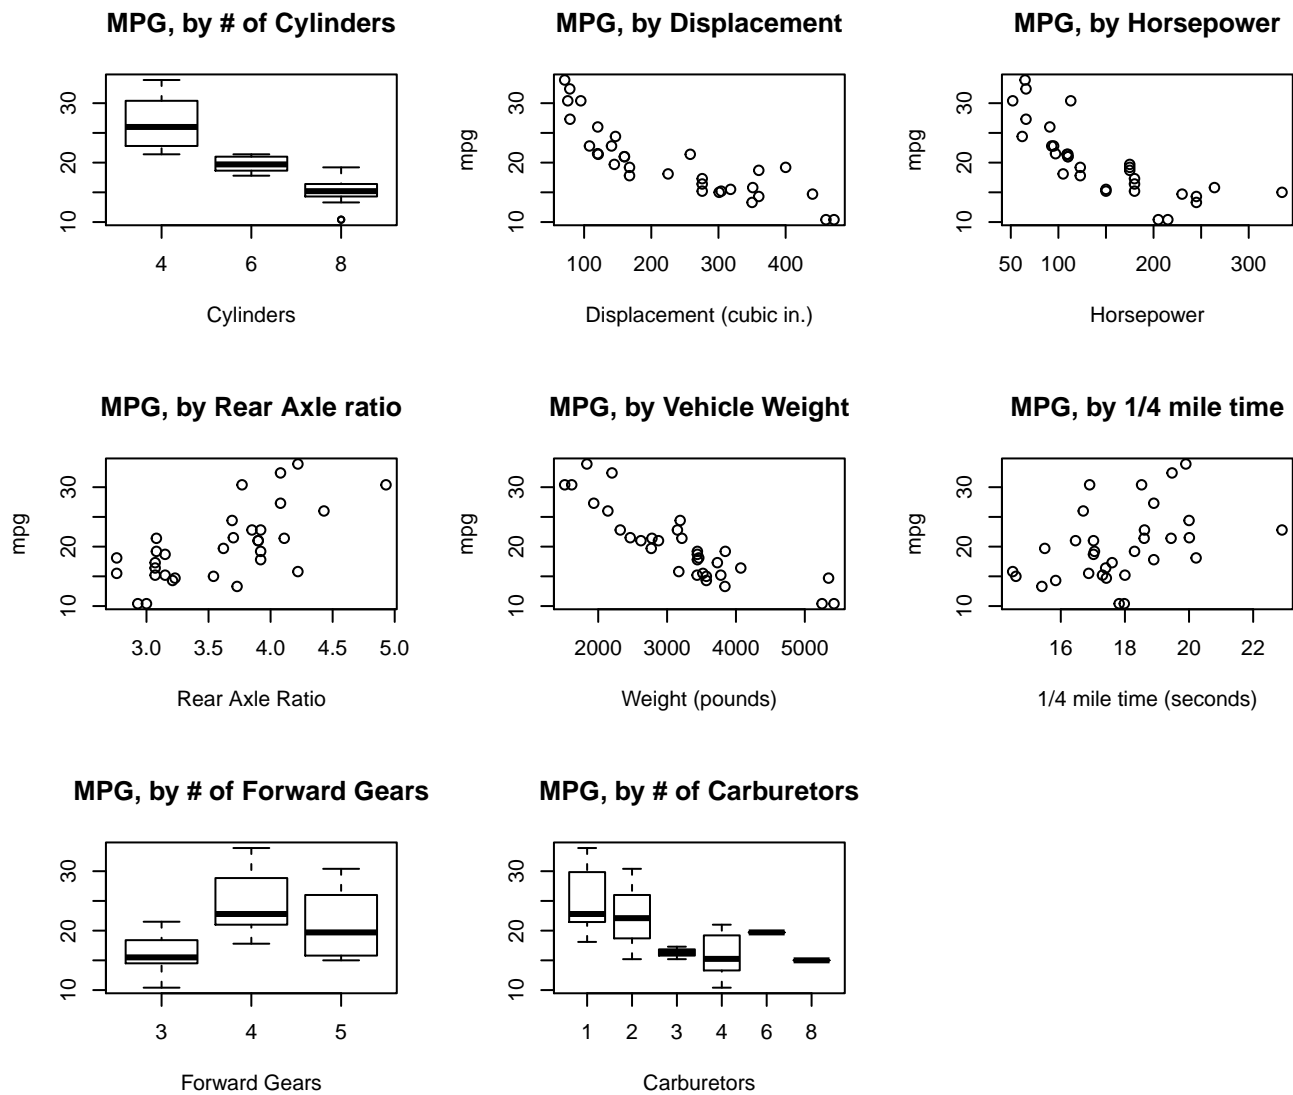 MPG, by # of Cylinders
30
20
10
4 6 8
Cylinders
MPG, by Displacement
mpg
30
20
10
100 200 300 400
Displacement (cubic in.)
MPG, by Horsepower
mpg
30
20
10
50 100 200 300
Horsepower
MPG, by Rear Axle ratio
mpg
30
20
10
3.0 3.5 4.0 4.5 5.0
Rear Axle Ratio
MPG, by Vehicle Weight
mpg
30
20
10
2000 3000 4000 5000
Weight (pounds)
MPG, by 1/4 mile time
mpg
30
20
10
16 18 20 22
1/4 mile time (seconds)
MPG, by # of Forward Gears
30
20
10
3 4 5
Forward Gears
MPG, by # of Carburetors
30
20
10
1 2 3 4 6 8
Carburetors